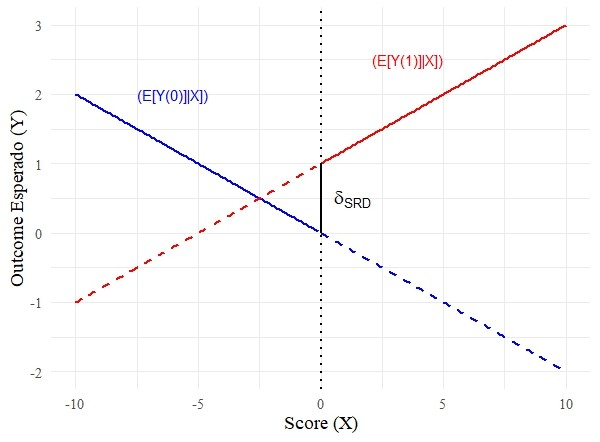 3
(E[Y(1)]|X])
(E[Y(0)]|X])
2
1
δSRD
0
-1
-2
-10
-5
0
5
10
Outcome Esperado (Y)
Score (X)